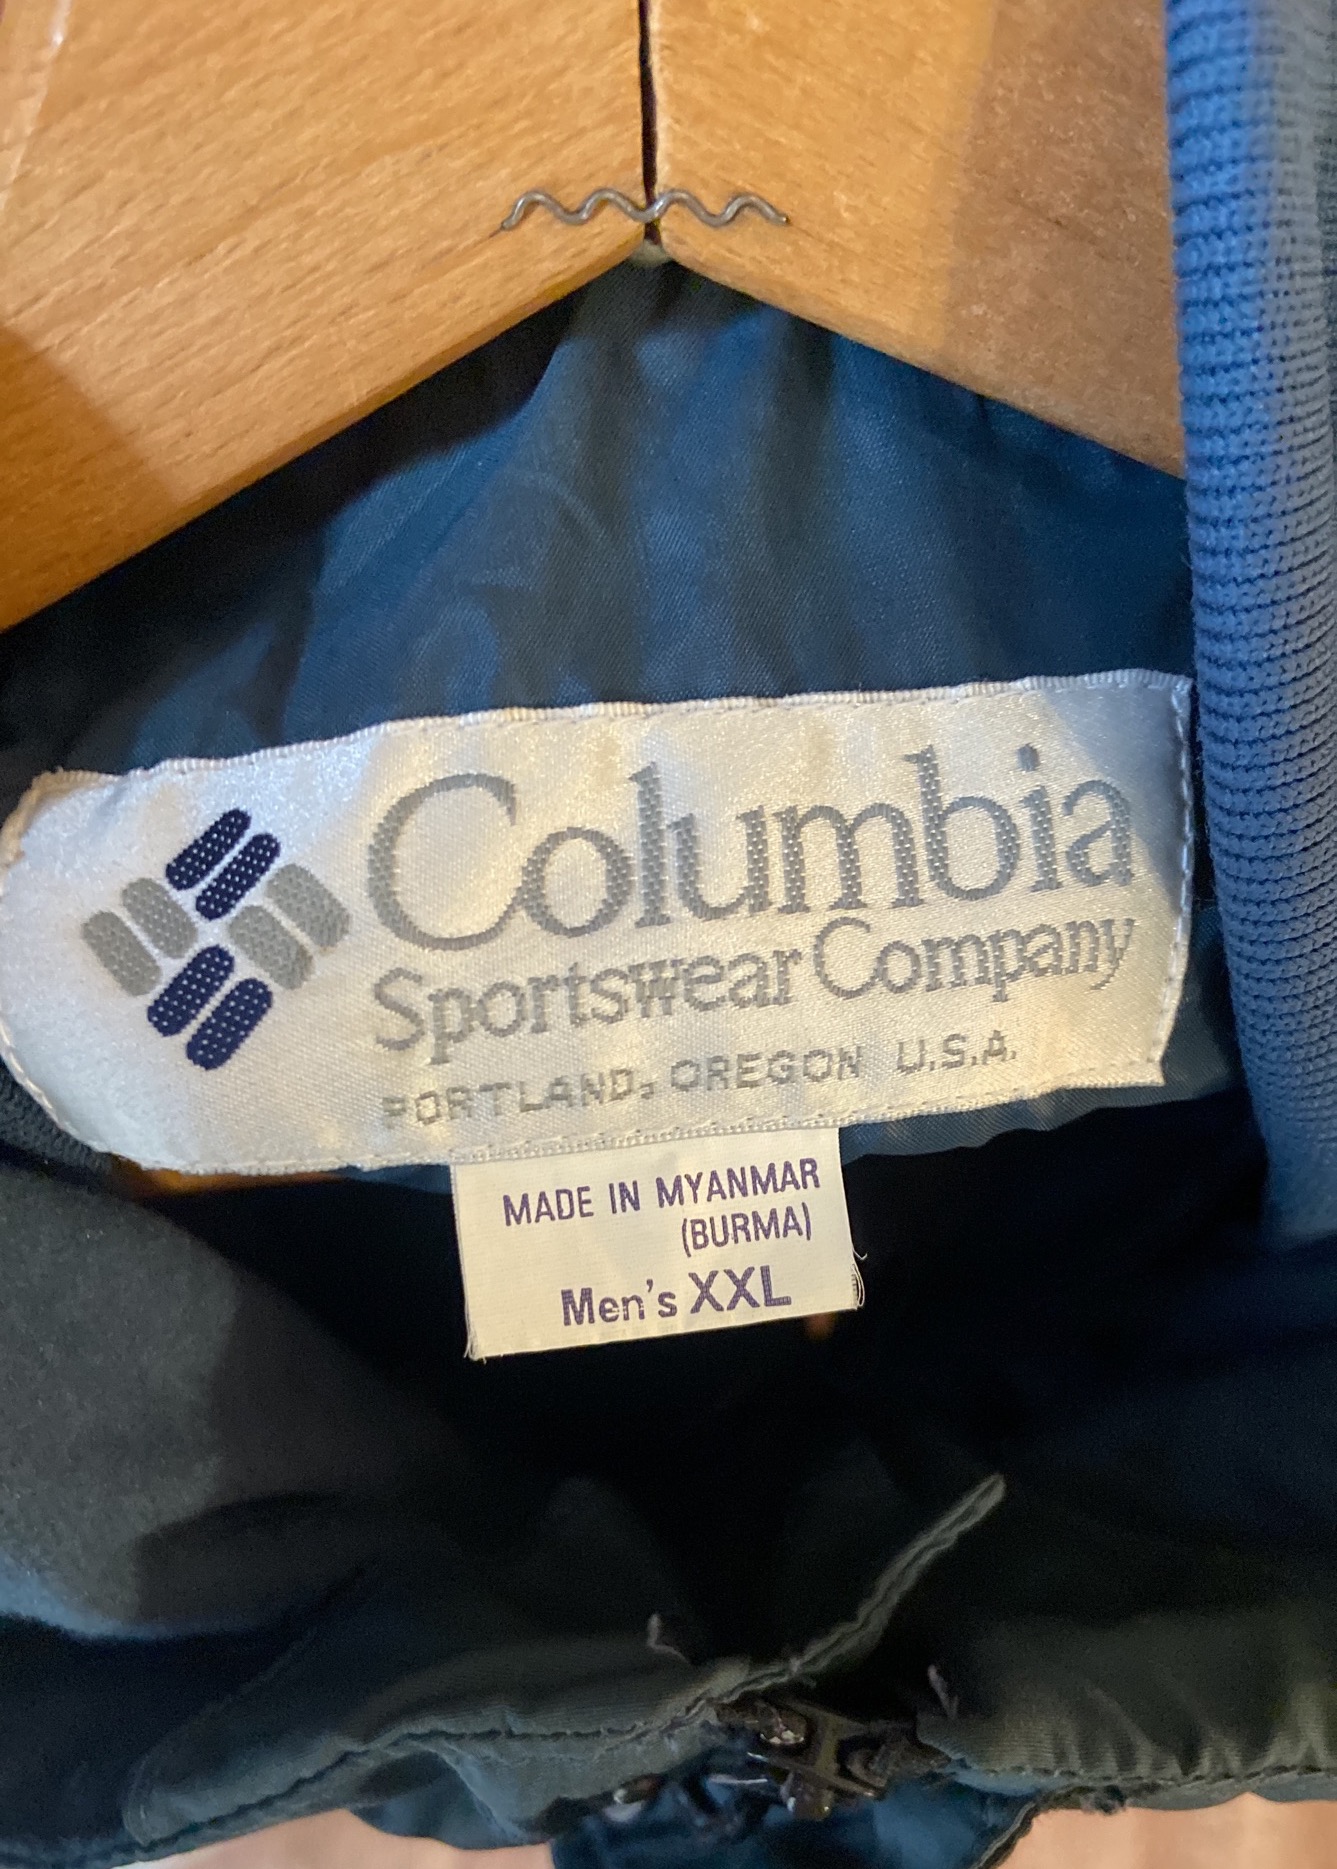 Columbia
Sportswear Company
PORTLAND, OREGON U.S.A.
MADE IN MYANMAR
(BURMA)
Men's XXL